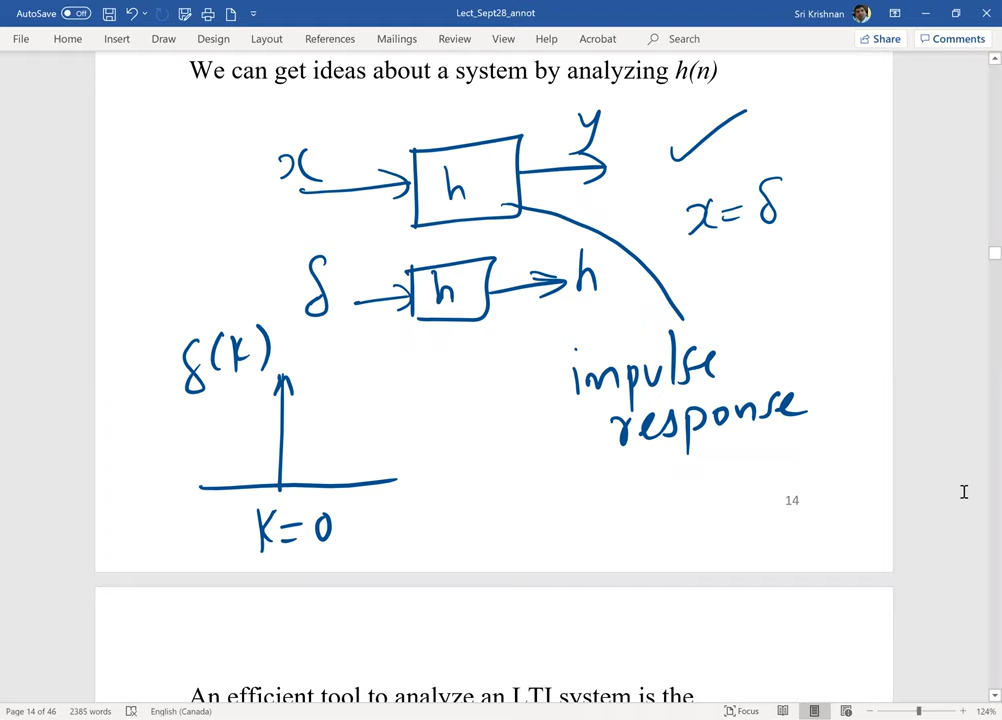 AutoSave Off Lect_Sept28_annot Sri Krishnan
File Home Insert Draw Design Layout References Mailings Review View Help Acrobat Search Share Comments
We can get ideas about a system by analyzing h(n)
x h y
x = δ
δ h h
δ(k)
impulse
response
14
k = 0
An efficient tool to analyze an LTI system is the
Page 14 of 46 2385 words English (Canada) Focus 124%